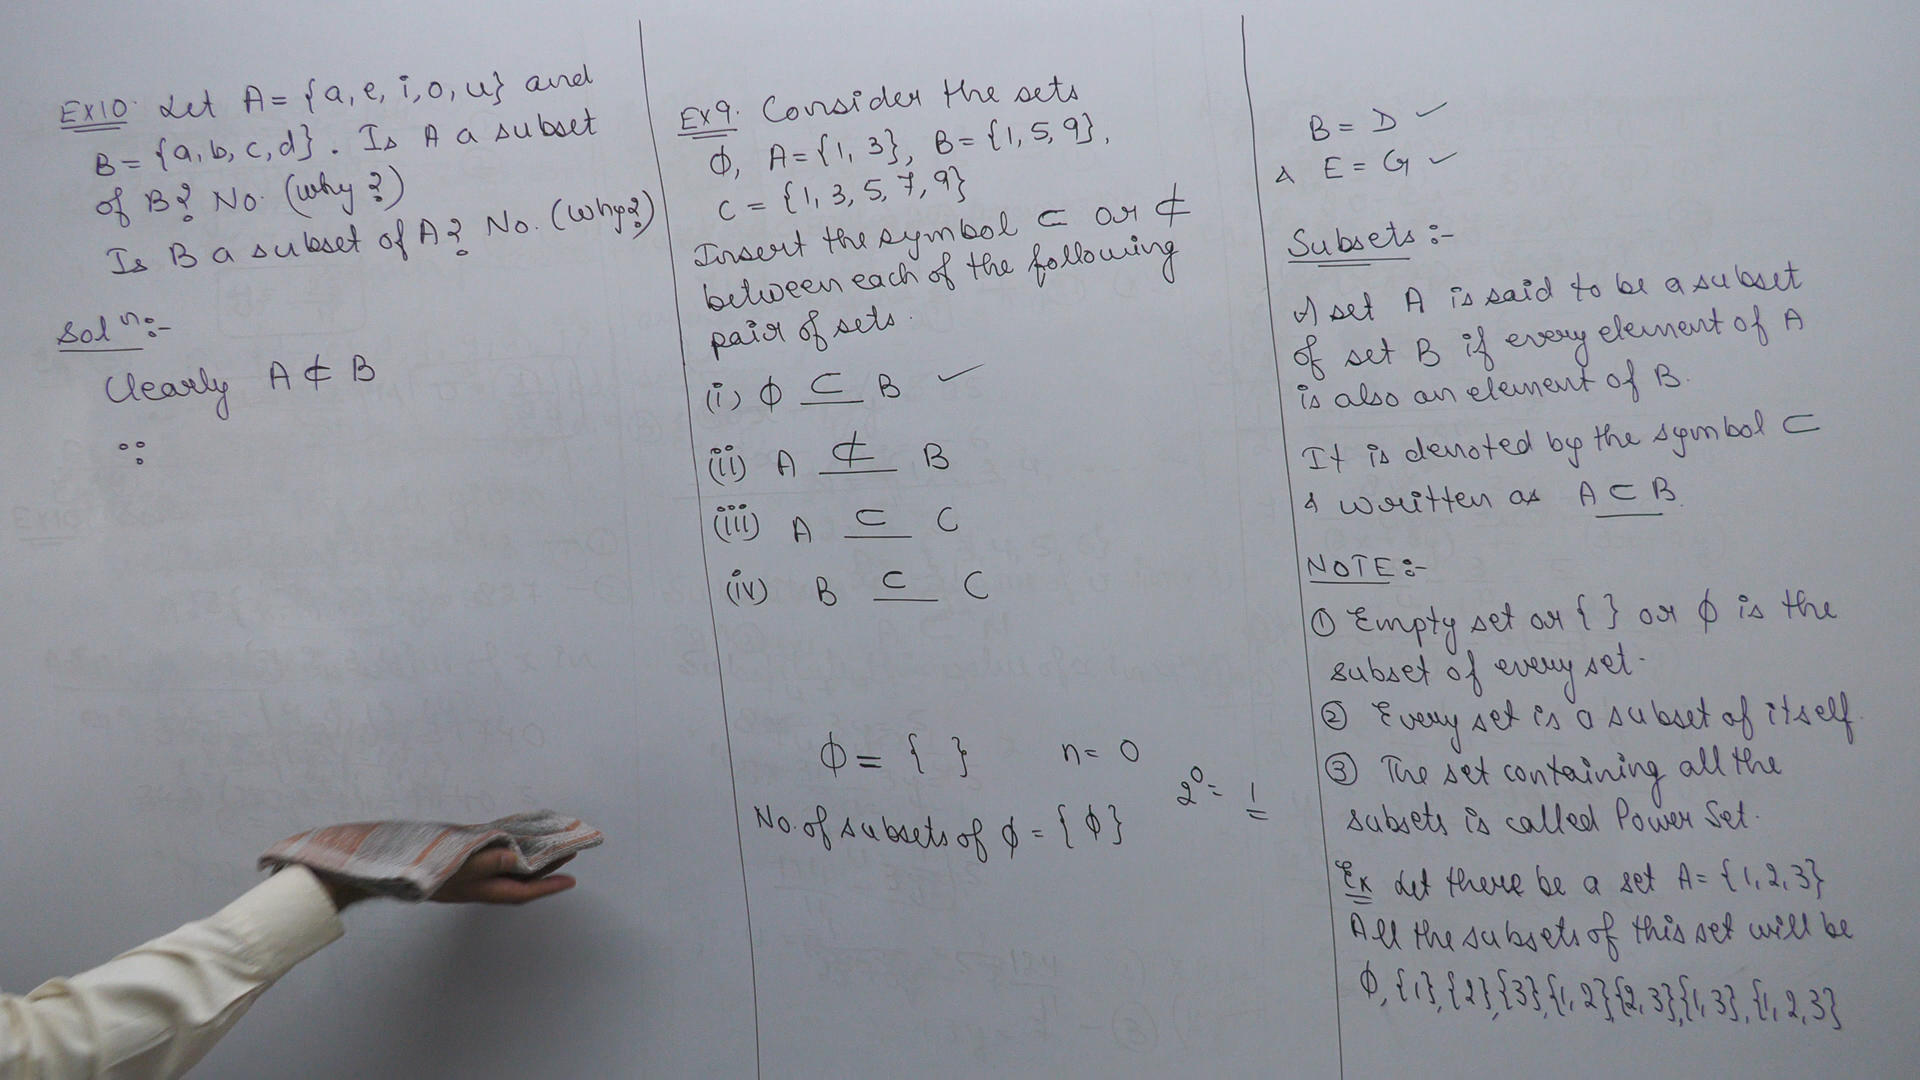 Ex10. Let A = {a, e, i, o, u} and
B = {a, b, c, d}. Is A a subset
of B? No. (why?)
Is B a subset of A? No. (why?)
Solⁿ:-
Clearly A ⊄ B
∵
Ex9. Consider the sets
ϕ, A = {1, 3}, B = {1, 5, 9},
C = {1, 3, 5, 7, 9}
Insert the symbol ⊂ or ⊄
between each of the following
pair of sets.
(i) ϕ ⊂ B ✓
(ii) A ⊄ B
(iii) A ⊂ C
(iv) B ⊂ C
ϕ = { } n = 0
2⁰ = 1
No. of subsets of ϕ = {ϕ}
B = D ✓
& E = G ✓
Subsets:-
A set A is said to be a subset
of set B if every element of A
is also an element of B.
It is denoted by the symbol ⊂
& written as A ⊂ B.
NOTE:-
① Empty set or { } or ϕ is the
subset of every set.
② Every set is a subset of itself.
③ The set containing all the
subsets is called Power Set.
Ex Let there be a set A = {1, 2, 3}
All the subsets of this set will be
ϕ, {1}, {2}, {3}, {1, 2}, {2, 3}, {1, 3}, {1, 2, 3}